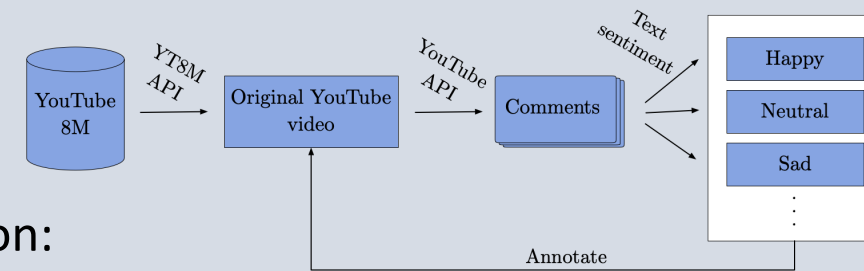 YouTube
8M
YT8M
API
Original YouTube
video
YouTube
API
Comments
Text
sentiment
Happy
Neutral
Sad
Annotate
on: